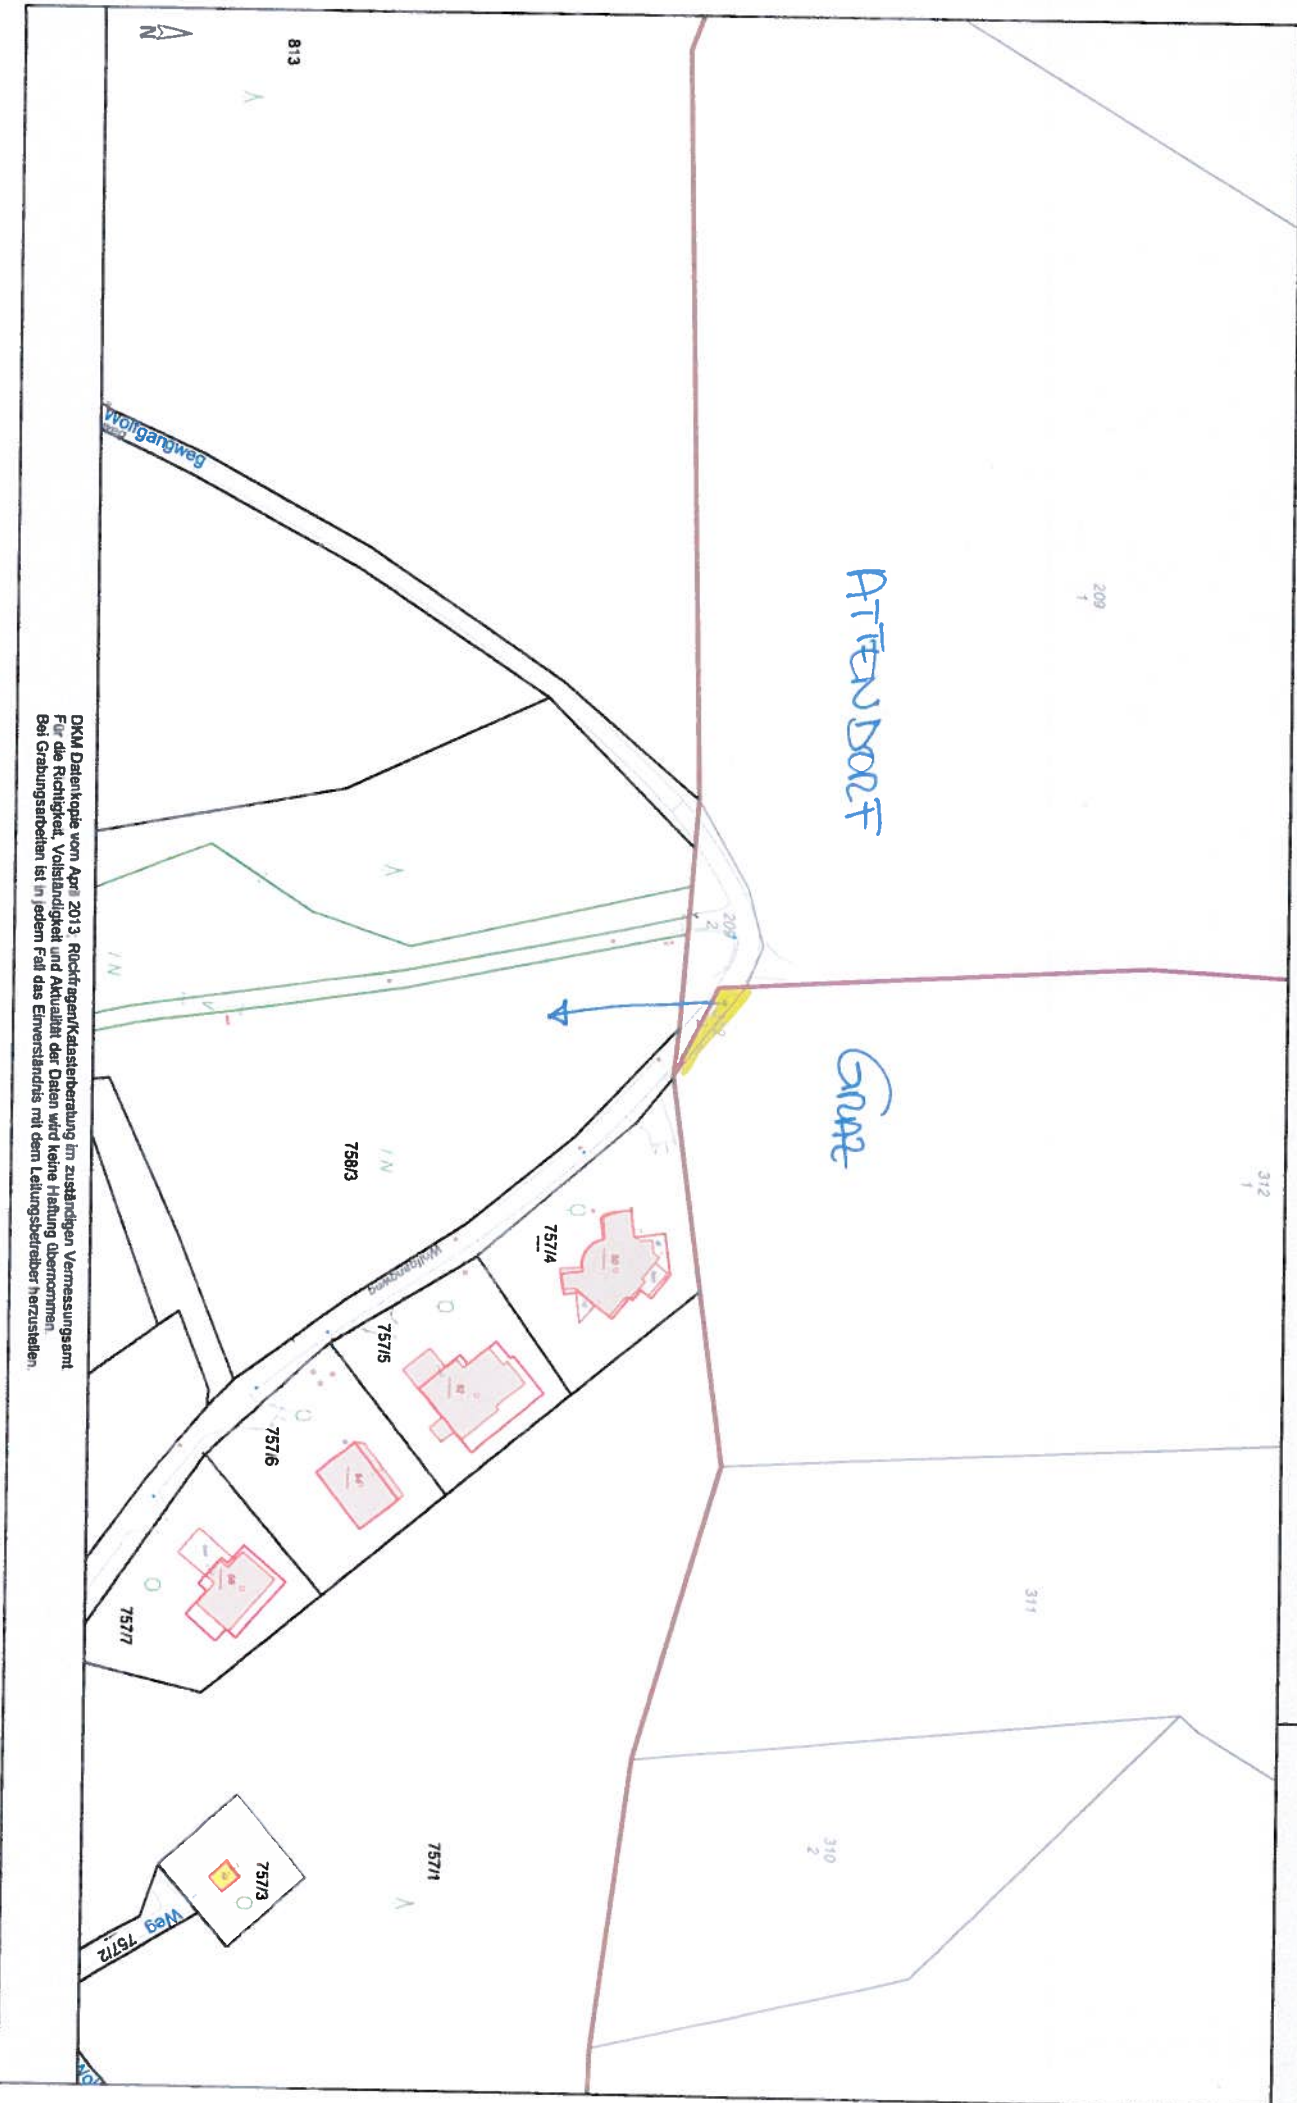 813
N
Wolfgangweg
209
1
ATTENDORF
209
2
GRAZ
312
1
758/3
757/4
Wolfgangweg
757/5
757/6
757/7
311
310
2
757/1
757/3
Weg
757/2
DKM Datenkopie vom April 2013; Rückfragen/Katasterberatung im zuständigen Vermessungsamt
Für die Richtigkeit, Vollständigkeit und Aktualität der Daten wird keine Haftung übernommen.
Bei Grabungsarbeiten ist in jedem Fall das Einverständnis mit dem Leitungsbetreiber herzustellen.